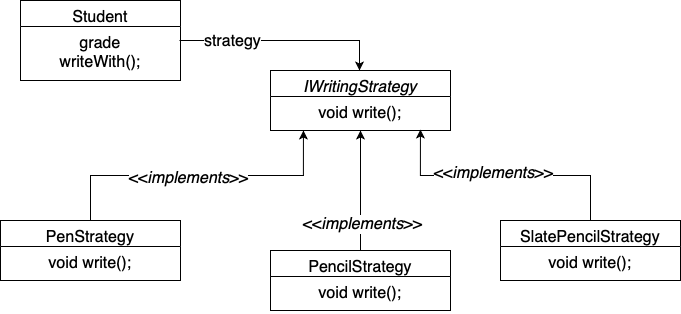 Student
grade
writeWith();
strategy
IWritingStrategy
void write();
<<implements>>
<<implements>>
<<implements>>
PenStrategy
void write();
PencilStrategy
void write();
SlatePencilStrategy
void write();